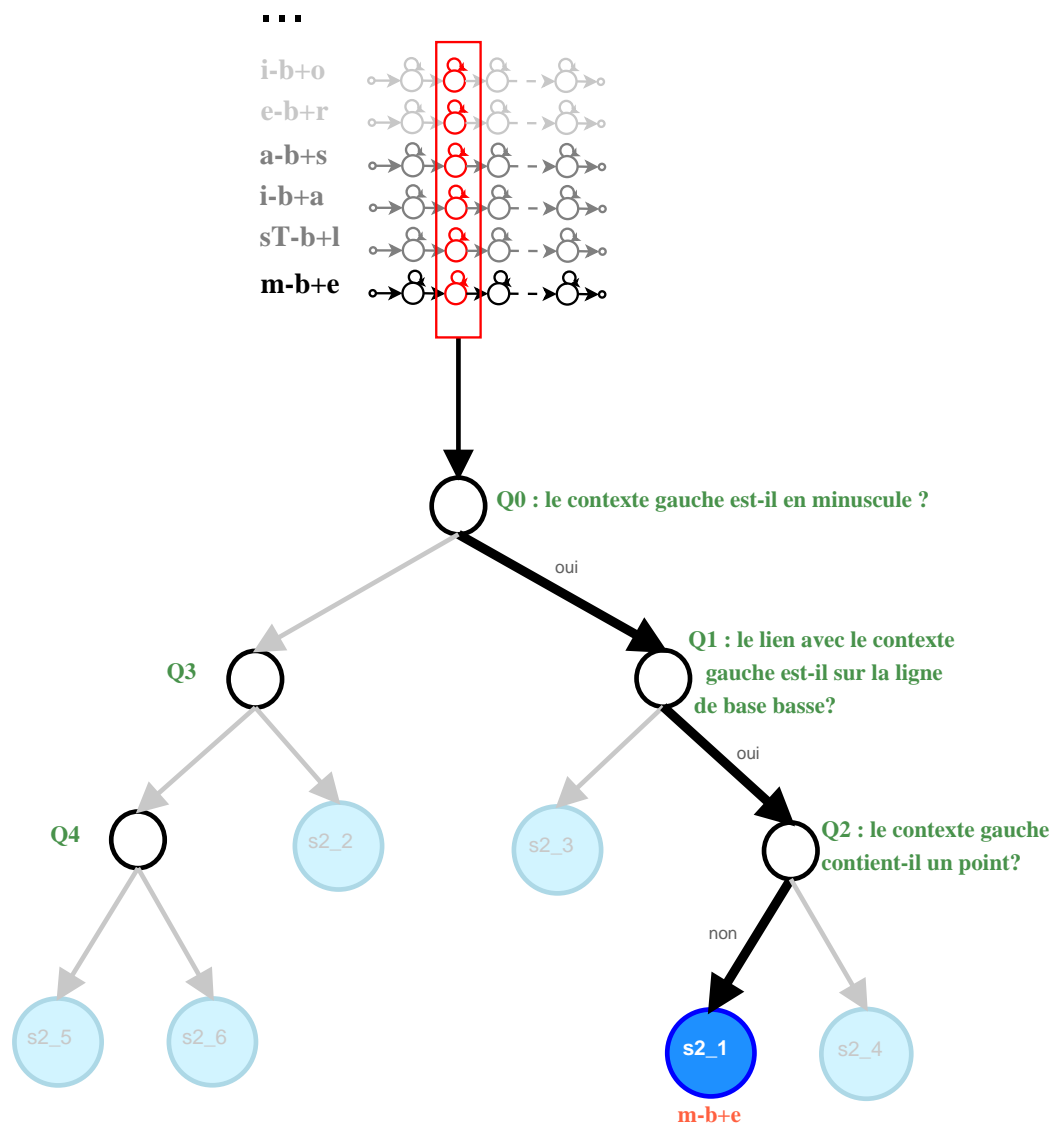 ...
i-b+o
e-b+r
a-b+s
i-b+a
sT-b+l
m-b+e
Q0 : le contexte gauche est-il en minuscule ?
oui
Q1 : le lien avec le contexte
gauche est-il sur la ligne
de base basse?
Q3
oui
Q4
s2_2
s2_3
Q2 : le contexte gauche
contient-il un point?
non
s2_5
s2_6
s2_1
s2_4
m-b+e